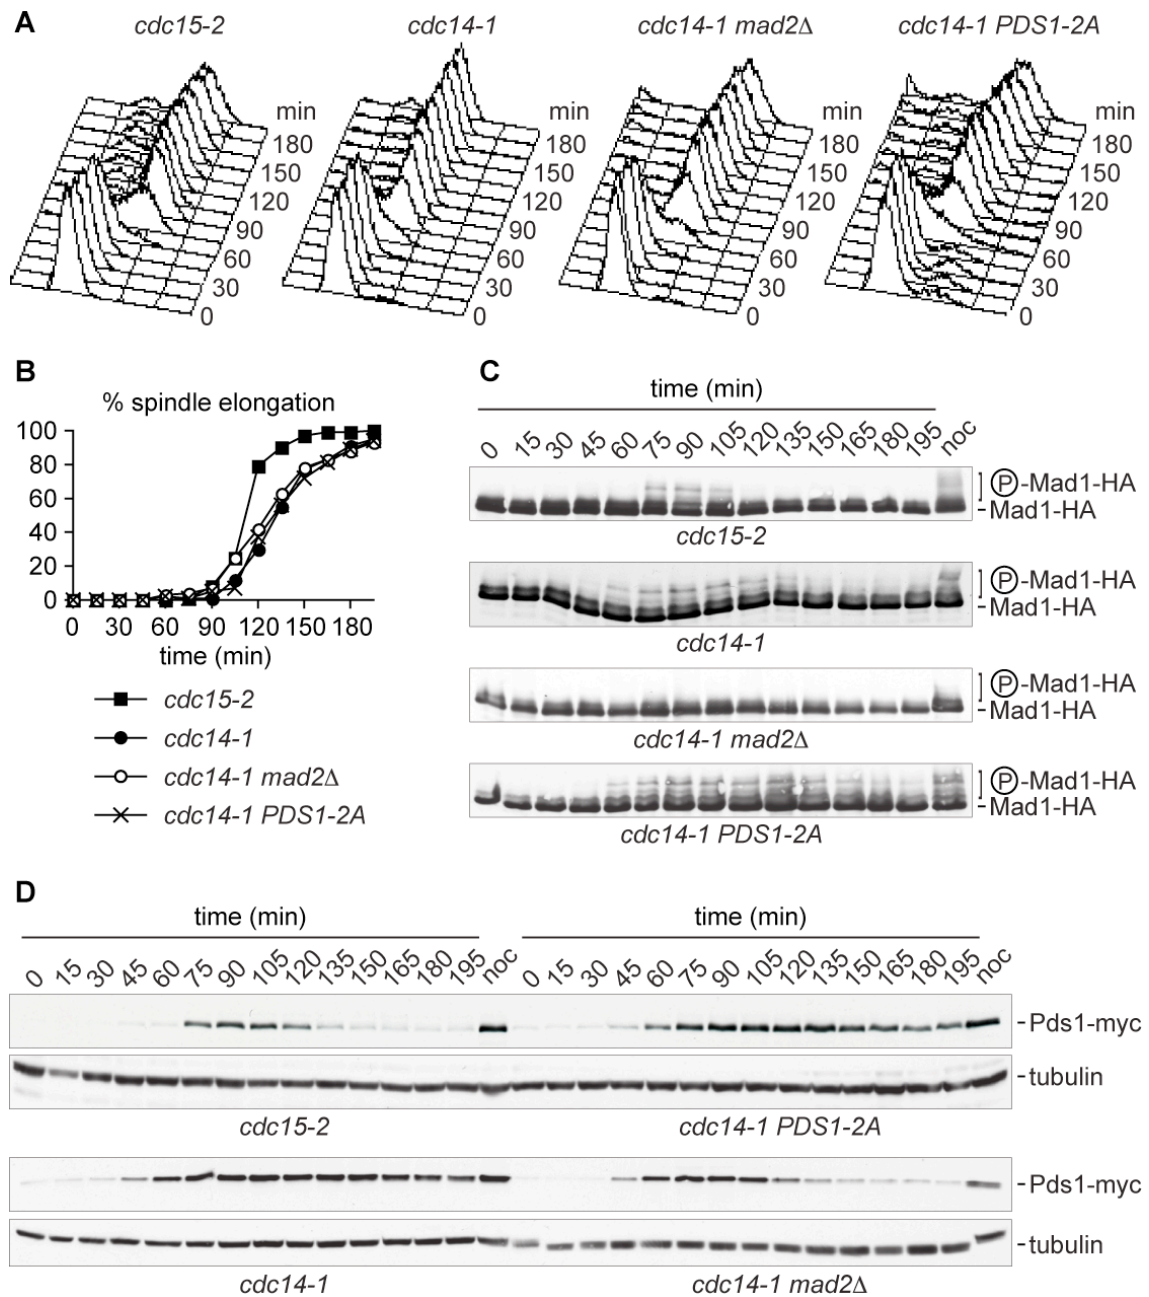 A
cdc15-2 cdc14-1 cdc14-1 mad2Δ cdc14-1 PDS1-2A
min min min min
180 180 180 180
150 150 150 150
120 120 120 120
90 90 90 90
60 60 60 60
30 30 30 30
0 0 0 0
B
% spindle elongation
100
80
60
40
20
0
0 30 60 90 120 150 180
time (min)
cdc15-2
cdc14-1
cdc14-1 mad2Δ
cdc14-1 PDS1-2A
C
time (min)
0 15 30 45 60 75 90 105 120 135 150 165 180 195 noc
Ⓟ-Mad1-HA
Mad1-HA
cdc15-2
Ⓟ-Mad1-HA
Mad1-HA
cdc14-1
Ⓟ-Mad1-HA
Mad1-HA
cdc14-1 mad2Δ
Ⓟ-Mad1-HA
Mad1-HA
cdc14-1 PDS1-2A
D
time (min) time (min)
0 15 30 45 60 75 90 105 120 135 150 165 180 195 noc 0 15 30 45 60 75 90 105 120 135 150 165 180 195 noc
Pds1-myc
tubulin
cdc15-2 cdc14-1 PDS1-2A
Pds1-myc
tubulin
cdc14-1 cdc14-1 mad2Δ